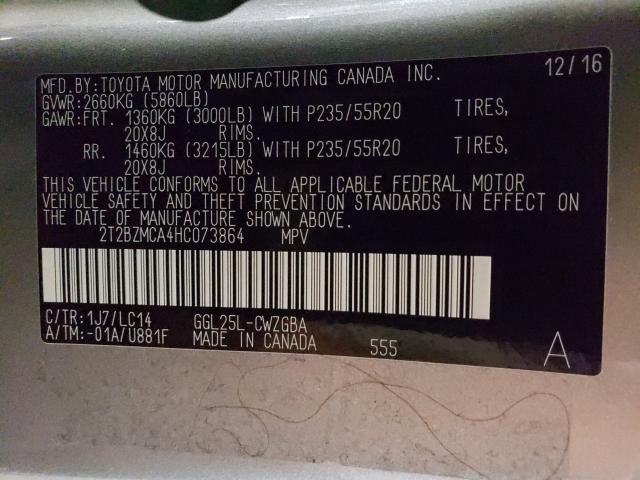 MFD.BY:TOYOTA MOTOR MANUFACTURING CANADA INC. 12/16
GVWR:2660KG (5860LB)
GAWR:FRT. 1360KG (3000LB) WITH P235/55R20 TIRES,
20X8J RIMS.
RR. 1460KG (3215LB) WITH P235/55R20 TIRES,
20X8J RIMS.
THIS VEHICLE CONFORMS TO ALL APPLICABLE FEDERAL MOTOR
VEHICLE SAFETY AND THEFT PREVENTION STANDARDS IN EFFECT ON
THE DATE OF MANUFACTURE SHOWN ABOVE.
2T2BZMCA4HC073864 MPV
C/TR:1J7/LC14 GGL25L-CWZGBA
A/TM:-01A/U881F MADE IN CANADA 555 A